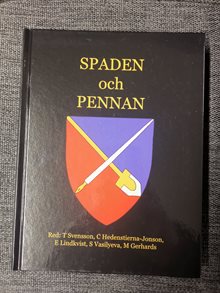 SPADEN
och
PENNAN
Red: T Svensson, C Hedenstierna-Jonson,
E Lindkvist, S Vasilyeva, M Gerhards